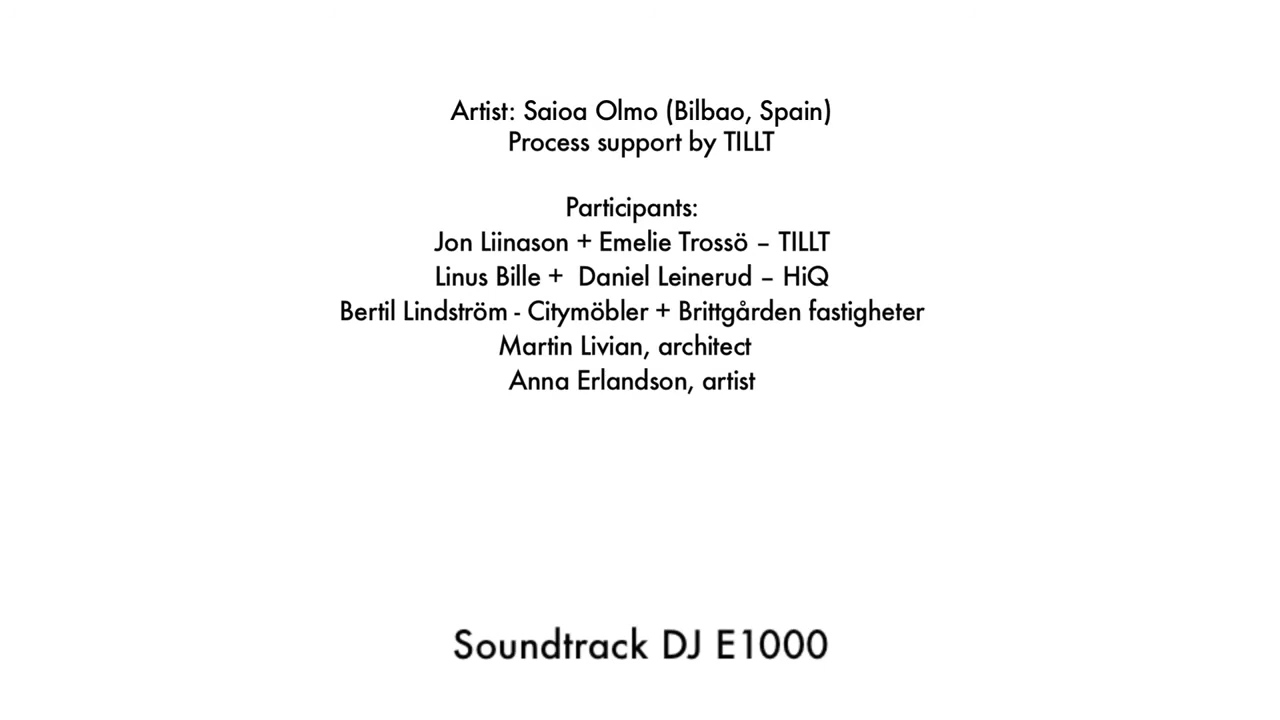 Artist: Saioa Olmo (Bilbao, Spain)
Process support by TILLT
Participants:
Jon Liinason + Emelie Trossö – TILLT
Linus Bille + Daniel Leinerud – HiQ
Bertil Lindström - Citymöbler + Brittgården fastigheter
Martin Livian, architect
Anna Erlandson, artist
Soundtrack DJ E1000